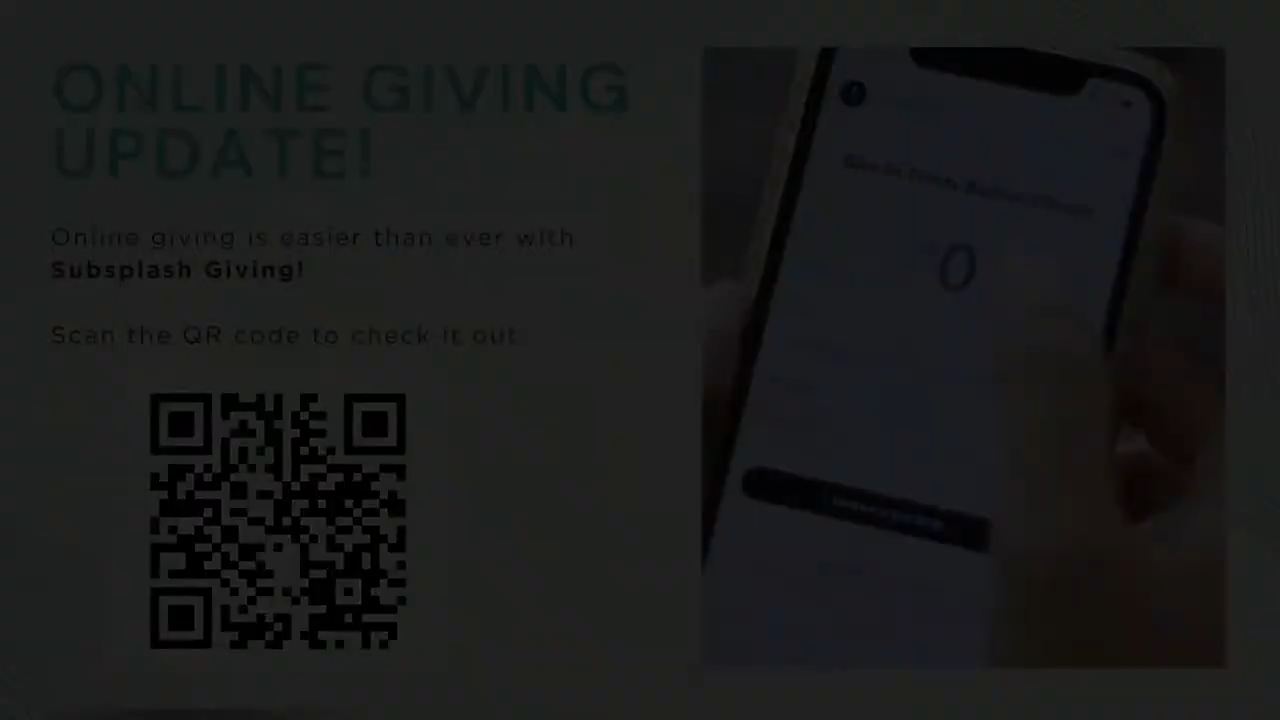 ONLINE GIVING
UPDATE!
Online giving is easier than ever with
Subsplash Giving!
Scan the QR code to check it out.
0